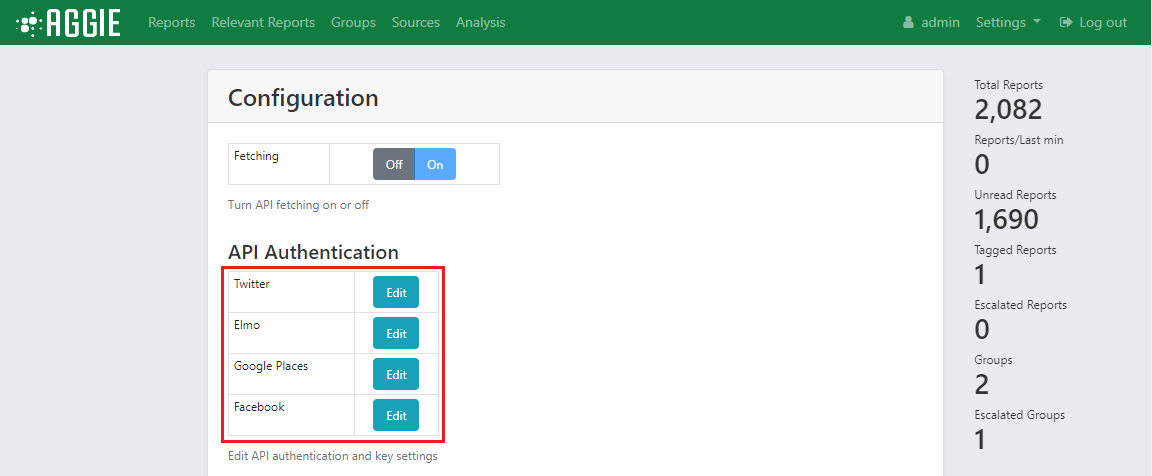 AGGIE Reports Relevant Reports Groups Sources Analysis admin Settings Log out
Configuration
Fetching Off On
Turn API fetching on or off
API Authentication
Twitter Edit
Elmo Edit
Google Places Edit
Facebook Edit
Edit API authentication and key settings
Total Reports
2,082
Reports/Last min
0
Unread Reports
1,690
Tagged Reports
1
Escalated Reports
0
Groups
2
Escalated Groups
1